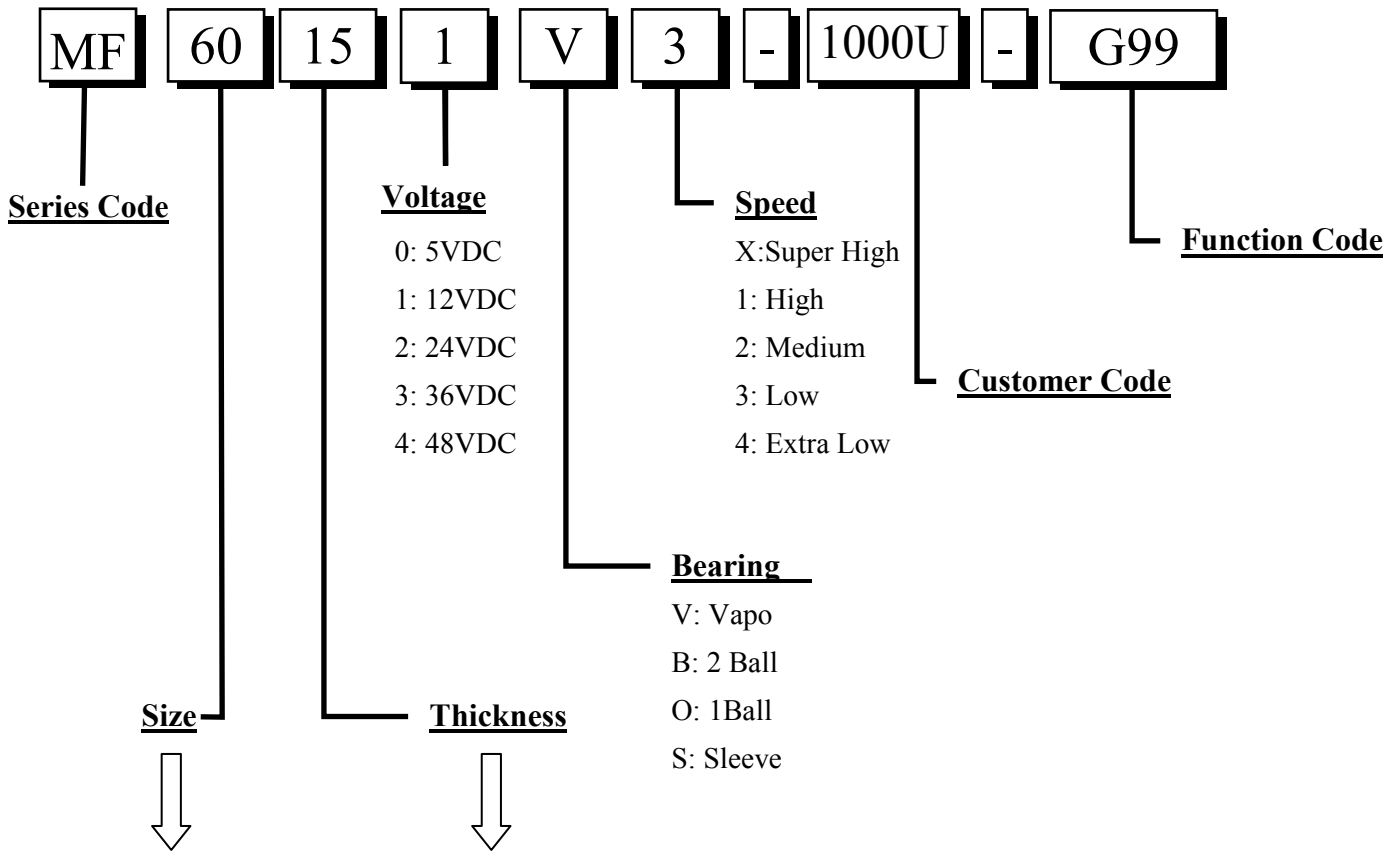 MF 60 15 1 V 3 - 1000U - G99
Series Code
Voltage
0: 5VDC
1: 12VDC
2: 24VDC
3: 36VDC
4: 48VDC
Speed
X:Super High
1: High
2: Medium
3: Low
4: Extra Low
Function Code
Customer Code
Bearing
V: Vapo
B: 2 Ball
O: 1Ball
S: Sleeve
Size
Thickness